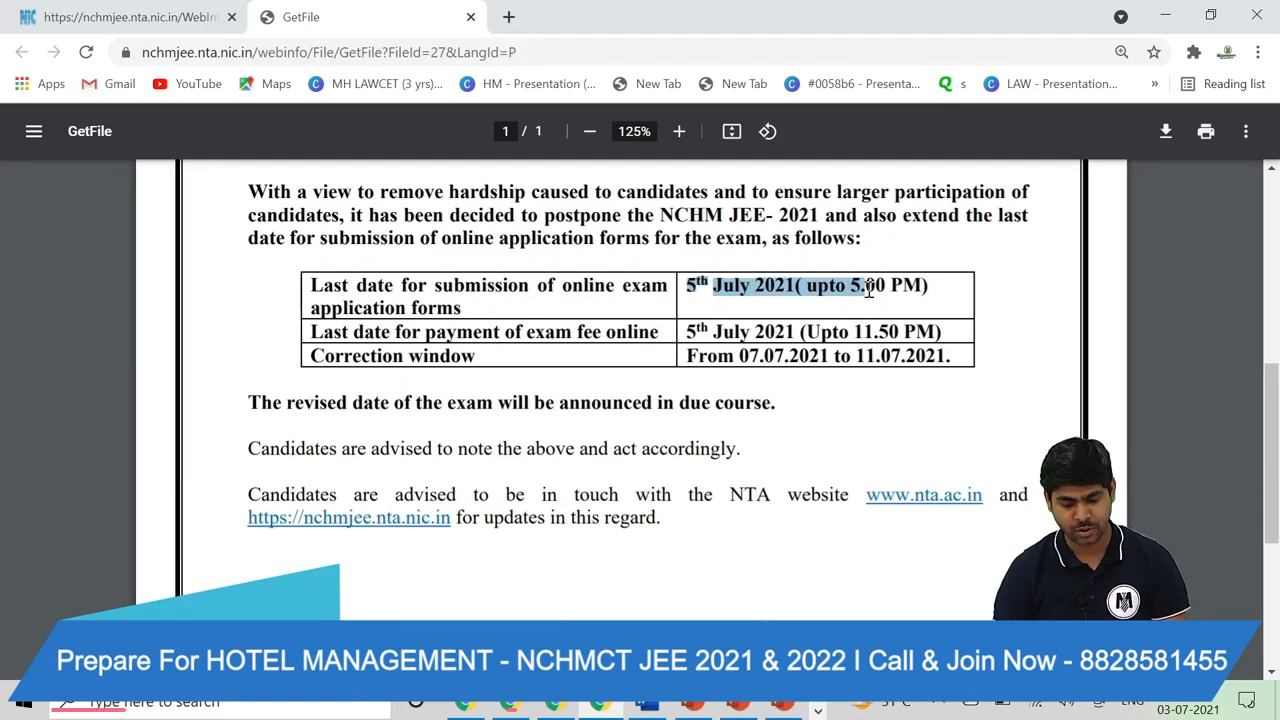 https://nchmjee.nta.nic.in/WebInf
GetFile
nchmjee.nta.nic.in/webinfo/File/GetFile?FileId=27&LangId=P
Apps
Gmail
YouTube
Maps
MH LAWCET (3 yrs)...
HM - Presentation (...
New Tab
New Tab
#0058b6 - Presenta...
s
LAW - Presentation...
»
Reading list
GetFile
1 / 1
125%
With a view to remove hardship caused to candidates and to ensure larger participation of
candidates, it has been decided to postpone the NCHM JEE- 2021 and also extend the last
date for submission of online application forms for the exam, as follows:
Last date for submission of online exam
application forms
5th July 2021( upto 5.00 PM)
Last date for payment of exam fee online
5th July 2021 (Upto 11.50 PM)
Correction window
From 07.07.2021 to 11.07.2021.
The revised date of the exam will be announced in due course.
Candidates are advised to note the above and act accordingly.
Candidates are advised to be in touch with the NTA website www.nta.ac.in and
https://nchmjee.nta.nic.in for updates in this regard.
Prepare For HOTEL MANAGEMENT - NCHMCT JEE 2021 & 2022 I Call & Join Now - 8828581455
Type here to search
31°C
ENG
03-07-2021